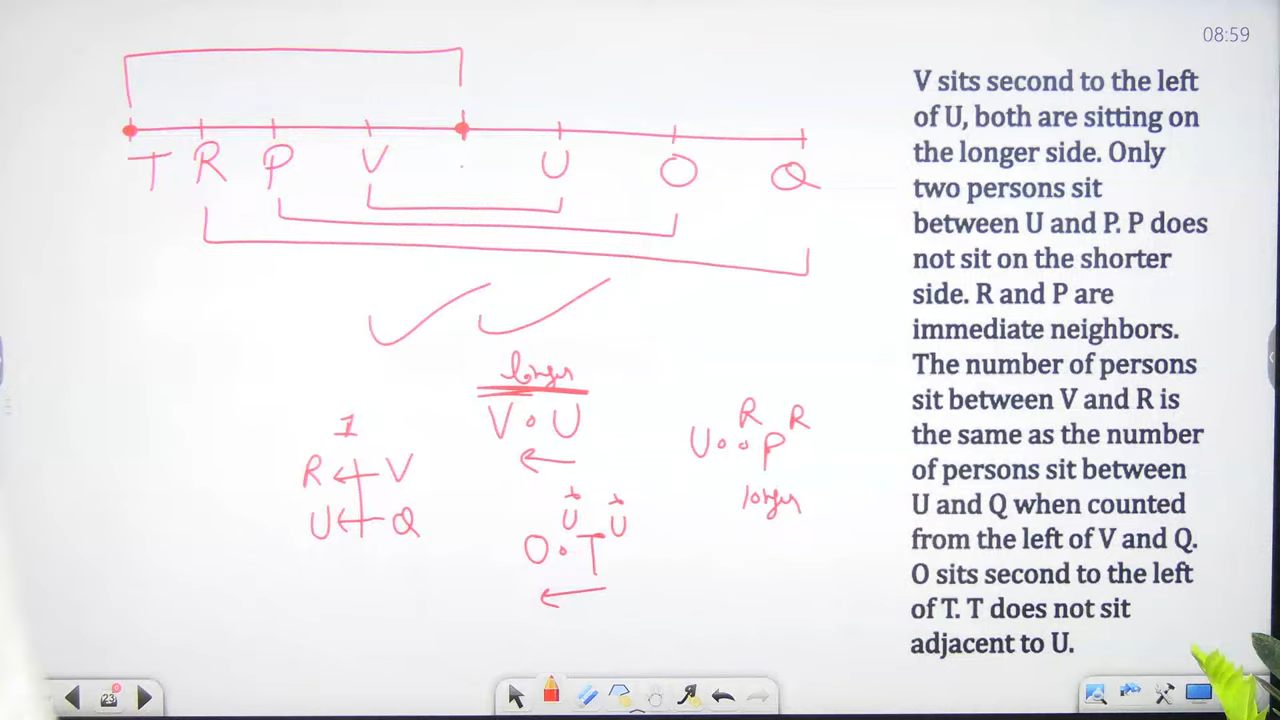 08:59
T R P V U O Q
V sits second to the left
of U, both are sitting on
the longer side. Only
two persons sit
between U and P. P does
not sit on the shorter
side. R and P are
immediate neighbors.
The number of persons
sit between V and R is
the same as the number
of persons sit between
U and Q when counted
from the left of V and Q.
O sits second to the left
of T. T does not sit
adjacent to U.
longer
V U
1
R V
U Q
U U
O T
R R
U P
longer
23